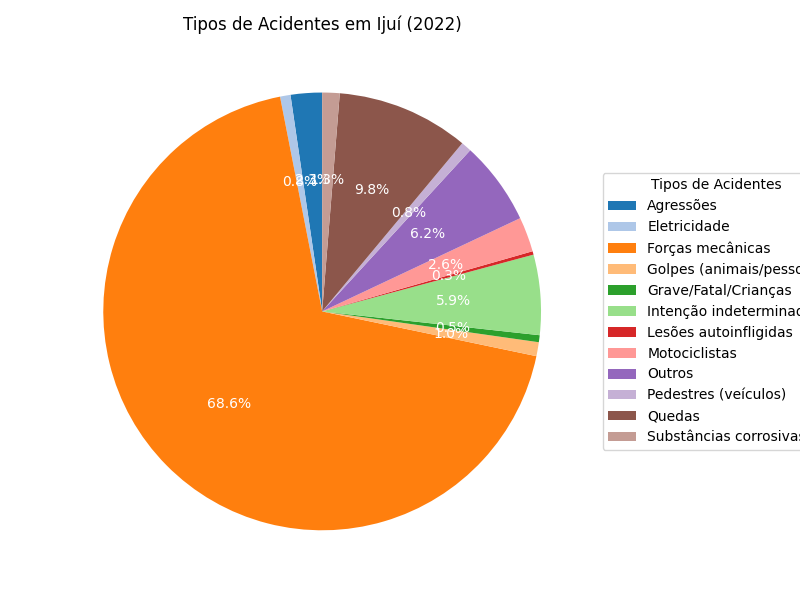 Tipos de Acidentes em Ijuí (2022)
9.8%
0.8%
0.8%
6.2%
2.6%
0.3%
5.9%
0.5%
1.0%
68.6%
Tipos de Acidentes
Agressões
Eletricidade
Forças mecânicas
Golpes (animais/pesso
Grave/Fatal/Crianças
Intenção indeterminad
Lesões autoinfligidas
Motociclistas
Outros
Pedestres (veículos)
Quedas
Substâncias corrosivas